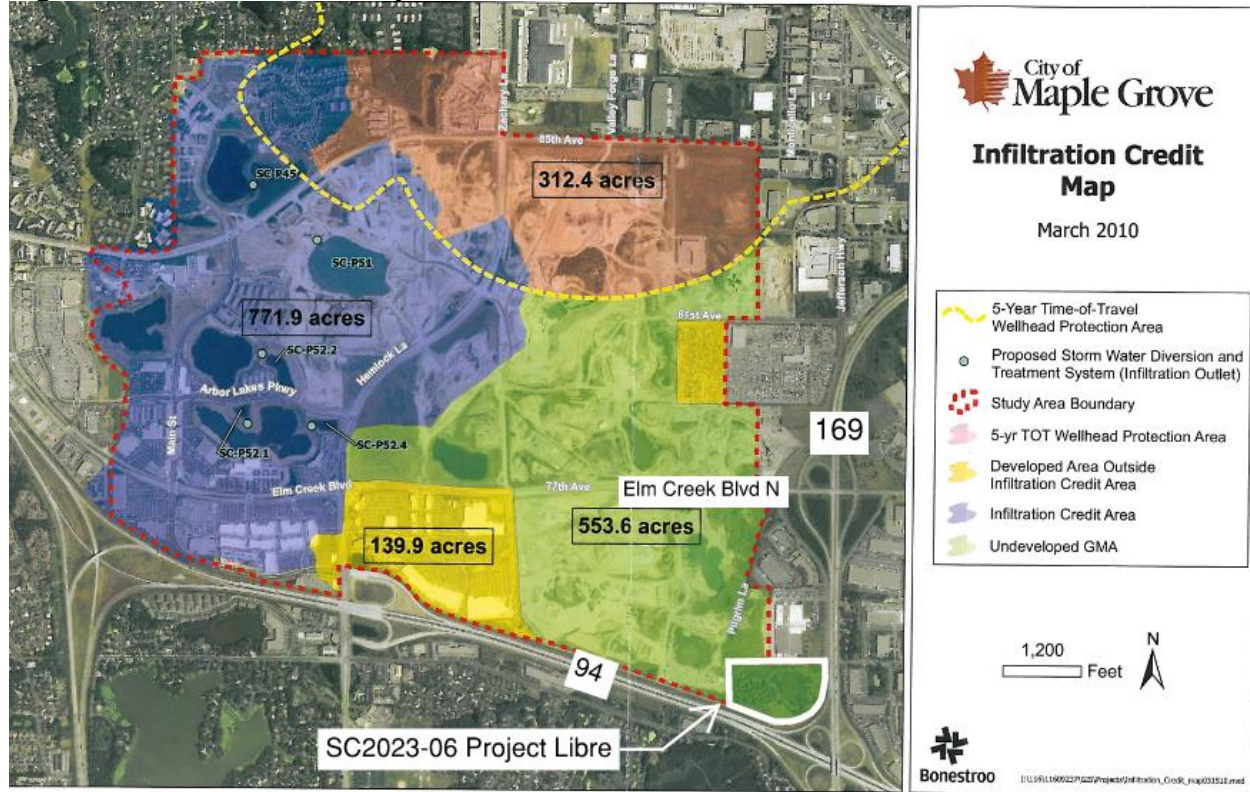 Zachary La
Valley Forge La
Monticello La
85th Ave
312.4 acres
SC-P45
SC-P51
771.9 acres
81st Ave
Jefferson Hwy
SC-P52.2
Hemlock La
Arbor Lakes Pkwy
Main St
SC-P52.1
SC-P52.4
169
Elm Creek Blvd
77th Ave
Elm Creek Blvd N
139.9 acres
553.6 acres
Pilgrim La
94
SC2023-06 Project Libre
City of
Maple Grove
Infiltration Credit
Map
March 2010
5-Year Time-of-Travel
Wellhead Protection Area
Proposed Storm Water Diversion and
Treatment System (Infiltration Outlet)
Study Area Boundary
5-yr TOT Wellhead Protection Area
Developed Area Outside
Infiltration Credit Area
Infiltration Credit Area
Undeveloped GMA
1,200
Feet
N
Bonestroo